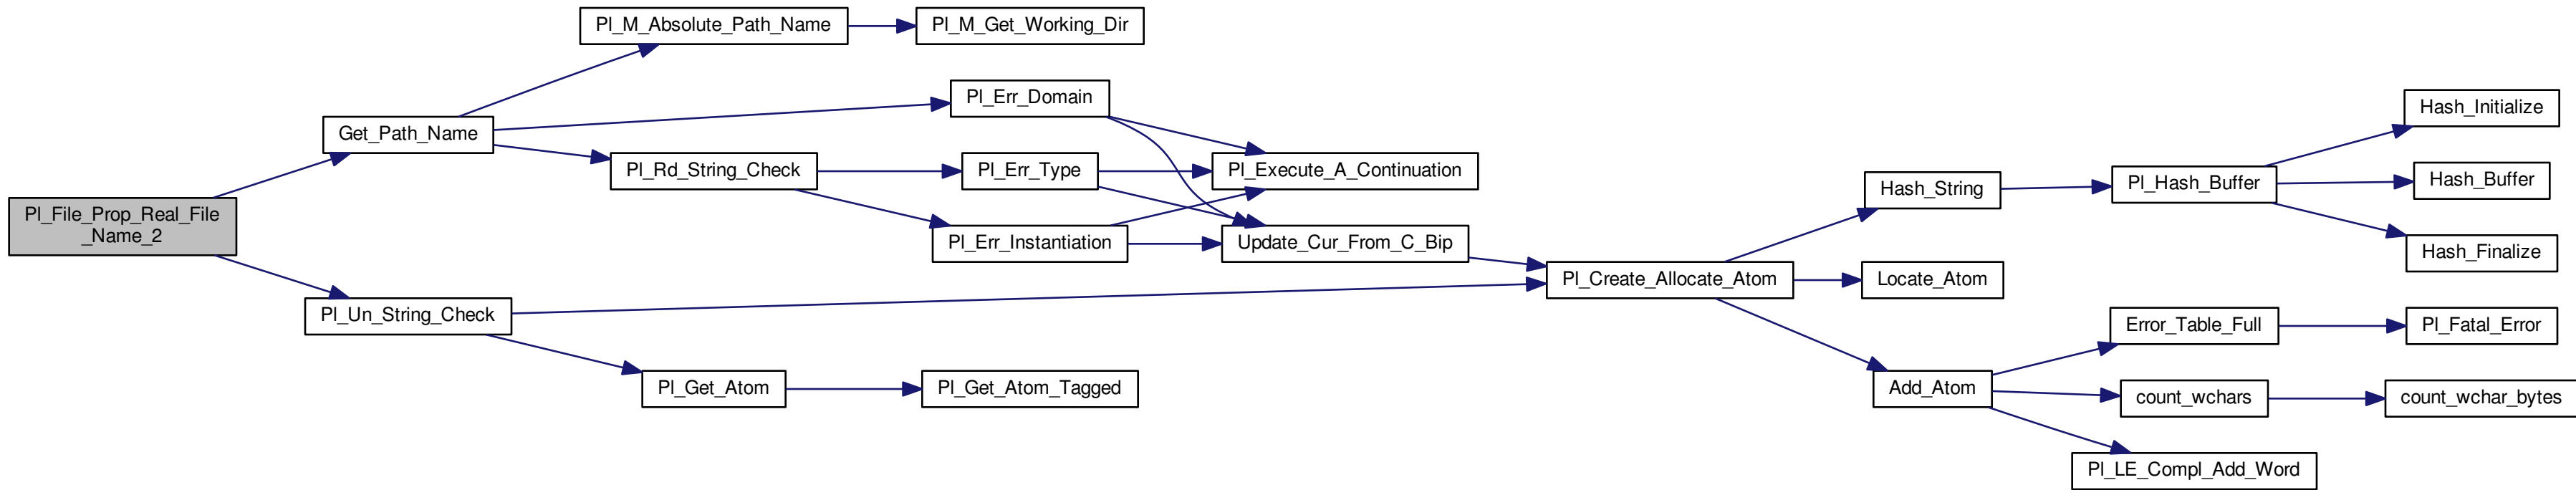 Pl_M_Absolute_Path_Name
Pl_M_Get_Working_Dir
Pl_Err_Domain
Hash_Initialize
Get_Path_Name
Pl_Rd_String_Check
Pl_Err_Type
Pl_Execute_A_Continuation
Hash_String
Pl_Hash_Buffer
Hash_Buffer
Pl_File_Prop_Real_File
_Name_2
Pl_Err_Instantiation
Update_Cur_From_C_Bip
Hash_Finalize
Pl_Create_Allocate_Atom
Locate_Atom
Pl_Un_String_Check
Error_Table_Full
Pl_Fatal_Error
Pl_Get_Atom
Pl_Get_Atom_Tagged
Add_Atom
count_wchars
count_wchar_bytes
Pl_LE_Compl_Add_Word